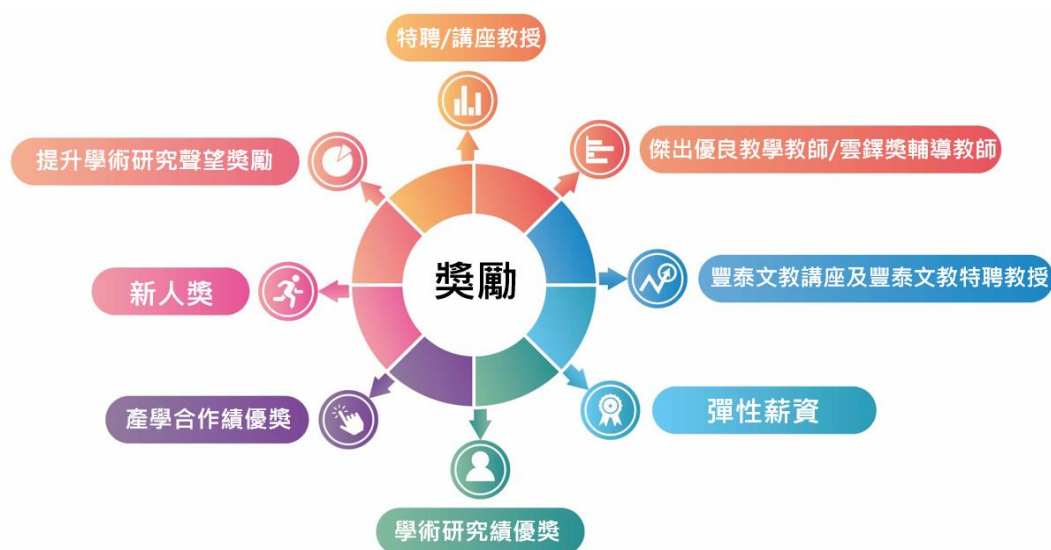 特聘/講座教授
傑出優良教學教師/雲鐸獎輔導教師
提升學術研究聲望獎勵
獎勵
豐泰文教講座及豐泰文教特聘教授
新人獎
彈性薪資
產學合作績優獎
學術研究績優獎